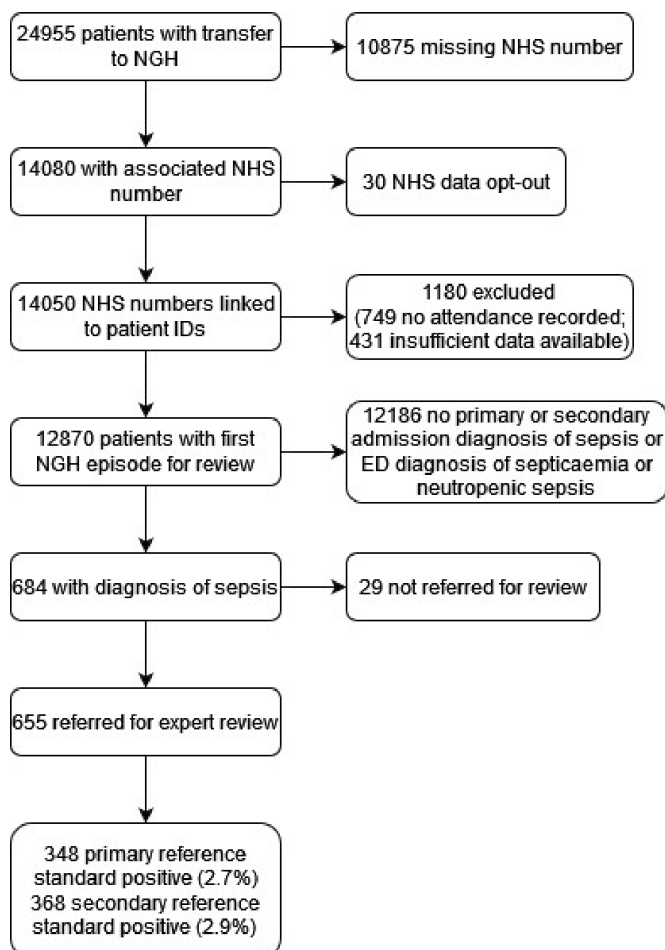 24955 patients with transfer
to NGH
10875 missing NHS number
14080 with associated NHS
number
30 NHS data opt-out
14050 NHS numbers linked
to patient IDs
1180 excluded
(749 no attendance recorded;
431 insufficient data available)
12870 patients with first
NGH episode for review
12186 no primary or secondary
admission diagnosis of sepsis or
ED diagnosis of septicaemia or
neutropenic sepsis
684 with diagnosis of sepsis
29 not referred for review
655 referred for expert review
348 primary reference
standard positive (2.7%)
368 secondary reference
standard positive (2.9%)